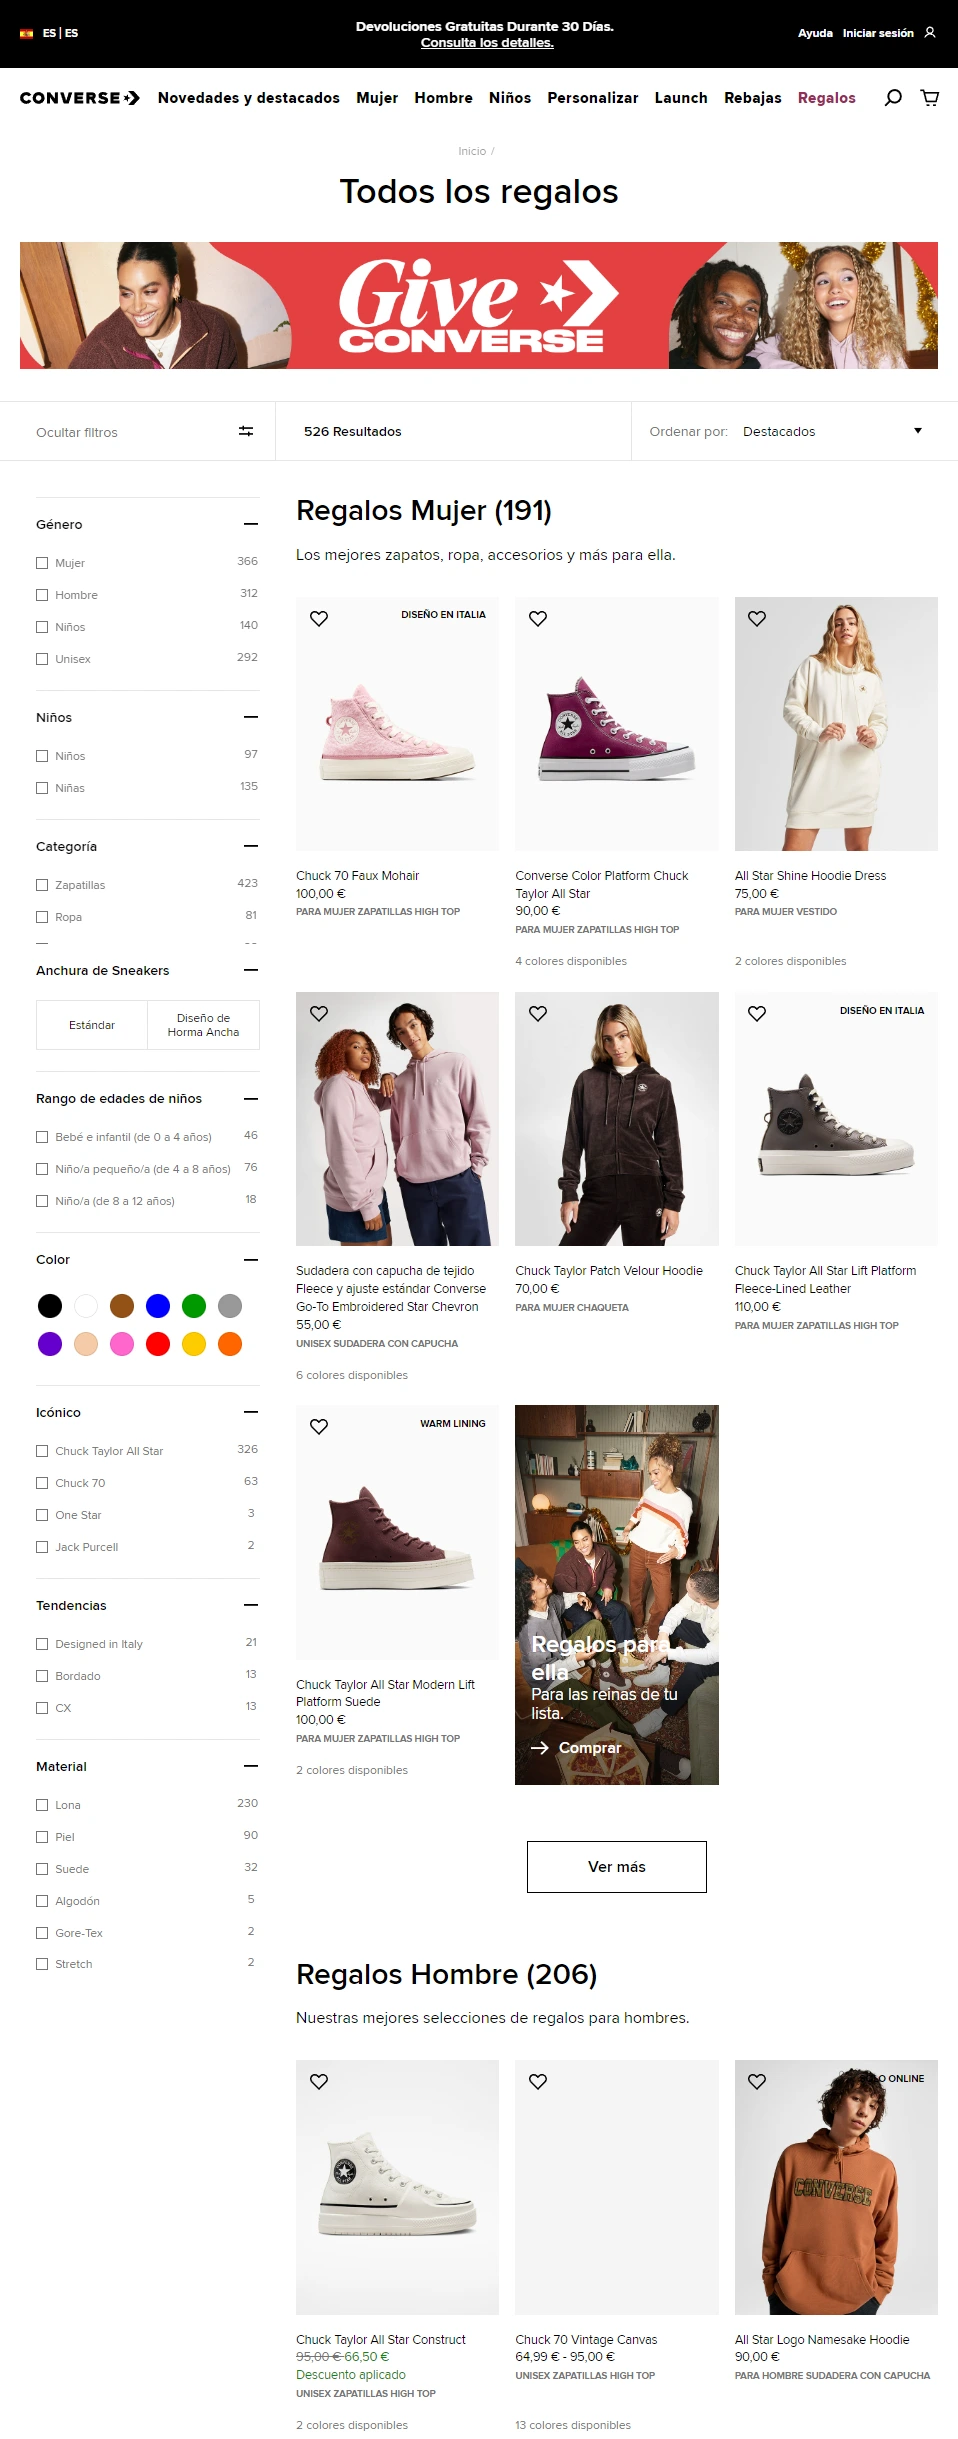 ES | ES
Devoluciones Gratuitas Durante 30 Días.
Consulta los detalles.
Ayuda Iniciar sesión
CONVERSE Novedades y destacados Mujer Hombre Niños Personalizar Launch Rebajas Regalos
Inicio /
Todos los regalos
Give
CONVERSE
Ocultar filtros
526 Resultados
Ordenar por: Destacados
Género
Mujer 366
Hombre 312
Niños 140
Unisex 292
Niños
Niños 97
Niñas 135
Categoría
Zapatillas 423
Ropa 81
Anchura de Sneakers
Estándar
Diseño de
Horma Ancha
Rango de edades de niños
Bebé e infantil (de 0 a 4 años) 46
Niño/a pequeño/a (de 4 a 8 años) 76
Niño/a (de 8 a 12 años) 18
Color
Icónico
Chuck Taylor All Star 326
Chuck 70 63
One Star 3
Jack Purcell 2
Tendencias
Designed in Italy 21
Bordado 13
CX 13
Material
Lona 230
Piel 90
Suede 32
Algodón 5
Gore-Tex 2
Stretch 2
Regalos Mujer (191)
Los mejores zapatos, ropa, accesorios y más para ella.
DISEÑO EN ITALIA
Chuck 70 Faux Mohair
100,00 €
PARA MUJER ZAPATILLAS HIGH TOP
Converse Color Platform Chuck
Taylor All Star
90,00 €
PARA MUJER ZAPATILLAS HIGH TOP
4 colores disponibles
All Star Shine Hoodie Dress
75,00 €
PARA MUJER VESTIDO
2 colores disponibles
Sudadera con capucha de tejido
Fleece y ajuste estándar Converse
Go-To Embroidered Star Chevron
55,00 €
UNISEX SUDADERA CON CAPUCHA
6 colores disponibles
Chuck Taylor Patch Velour Hoodie
70,00 €
PARA MUJER CHAQUETA
DISEÑO EN ITALIA
Chuck Taylor All Star Lift Platform
Fleece-Lined Leather
110,00 €
PARA MUJER ZAPATILLAS HIGH TOP
WARM LINING
Chuck Taylor All Star Modern Lift
Platform Suede
100,00 €
PARA MUJER ZAPATILLAS HIGH TOP
2 colores disponibles
Regalos para
ella
Para las reinas de tu
lista.
Comprar
Ver más
Regalos Hombre (206)
Nuestras mejores selecciones de regalos para hombres.
Chuck Taylor All Star Construct
95,00 € 66,50 €
Descuento aplicado
UNISEX ZAPATILLAS HIGH TOP
2 colores disponibles
Chuck 70 Vintage Canvas
64,99 € - 95,00 €
UNISEX ZAPATILLAS HIGH TOP
13 colores disponibles
ONLINE
CONVERSE
All Star Logo Namesake Hoodie
90,00 €
PARA HOMBRE SUDADERA CON CAPUCHA